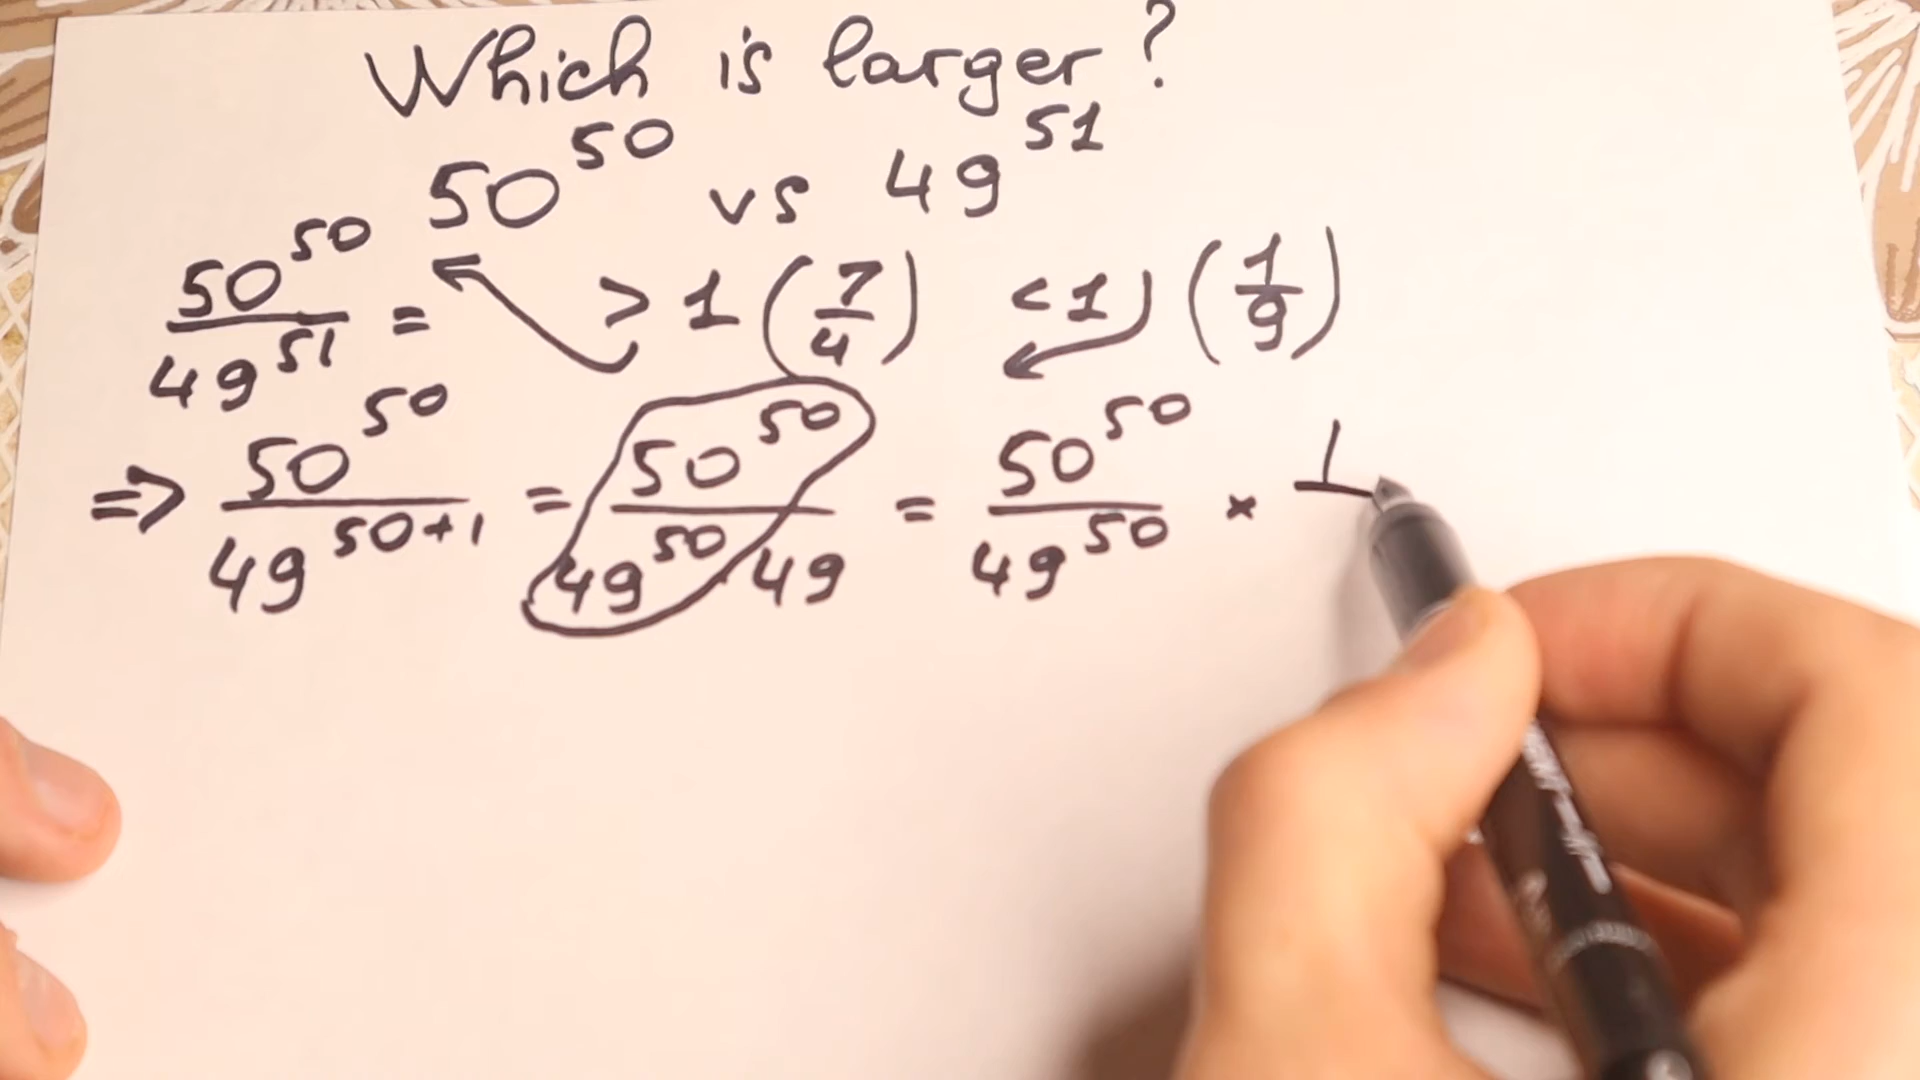 Which is larger?
50^50 vs 49^51
50^50/49^51 = > 1 (7/4) < 1 (1/9)
=> 50^50/49^(50+1) = 50^50/(49^50 · 49) = 50^50/49^50 × 1/